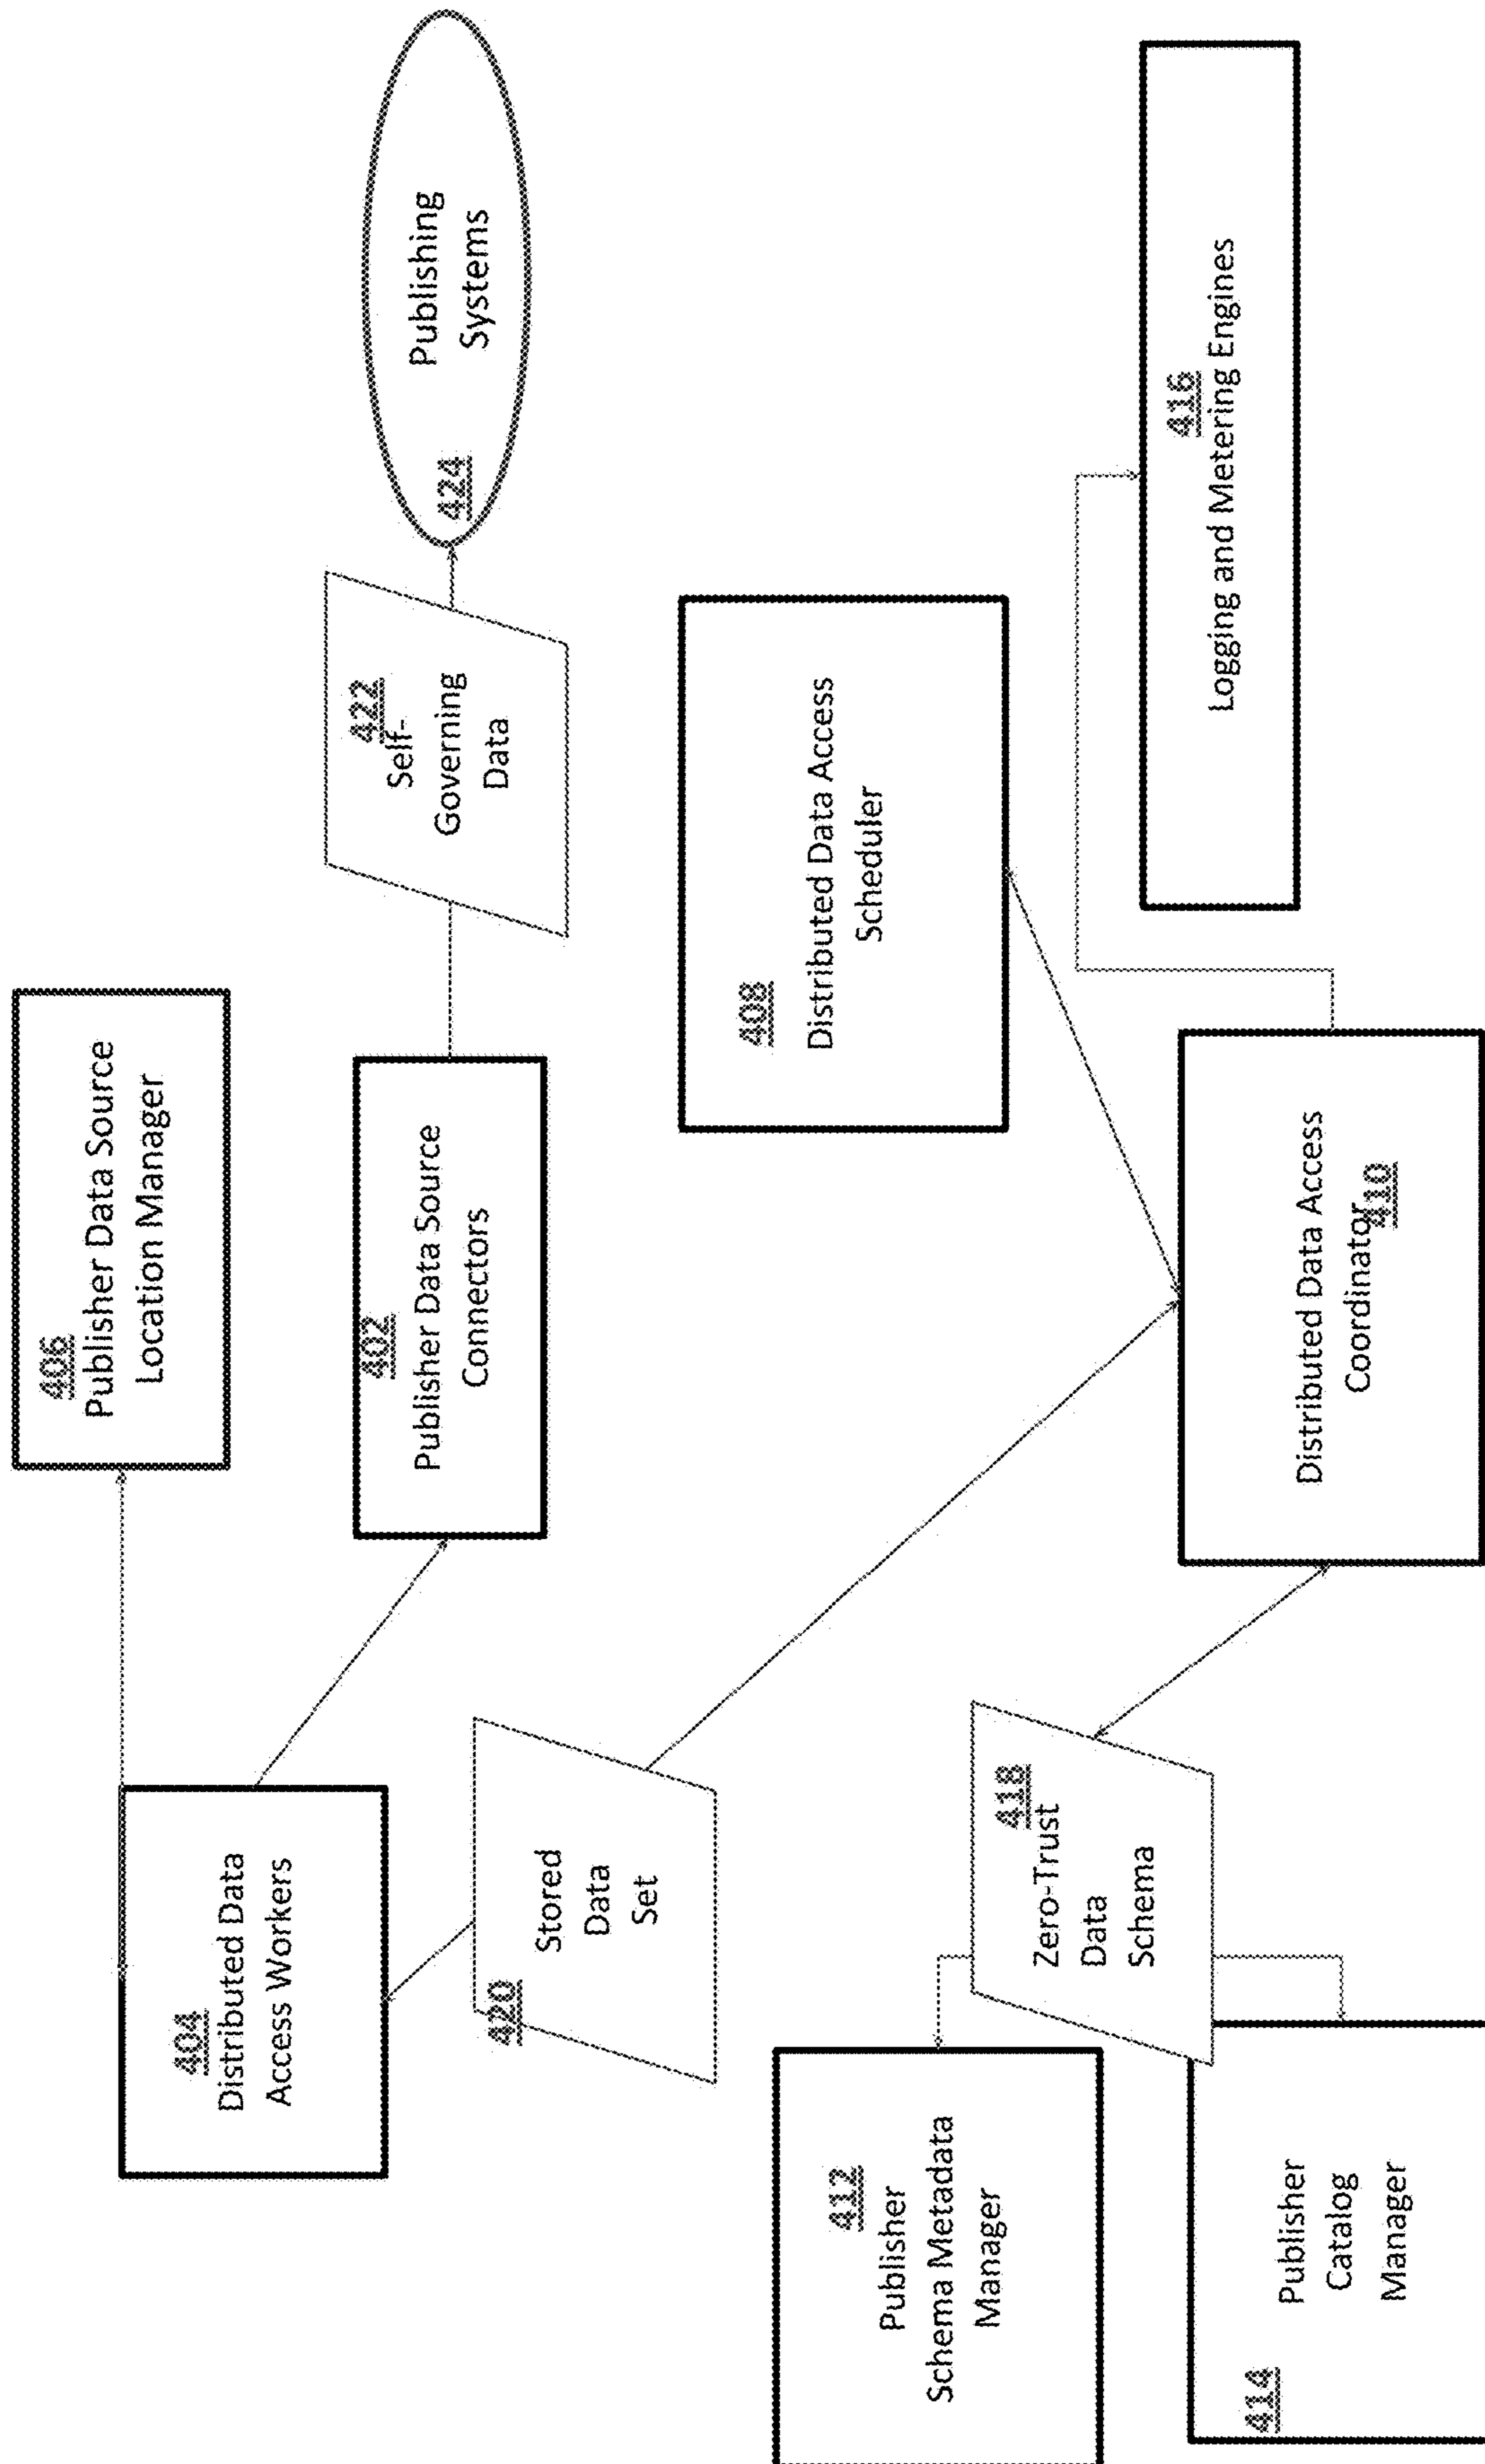 406
Publisher Data Source
Location Manager
404
Distributed Data
Access Workers
402
Publisher Data Source
Connectors
422
Self-
Governing
Data
424
Publishing
Systems
420
Stored
Data
Set
408
Distributed Data Access
Scheduler
412
Publisher
Schema Metadata
Manager
418
Zero-Trust
Data
Schema
416
Logging and Metering Engines
414
Publisher
Catalog
Manager
Distributed Data Access
Coordinator
410